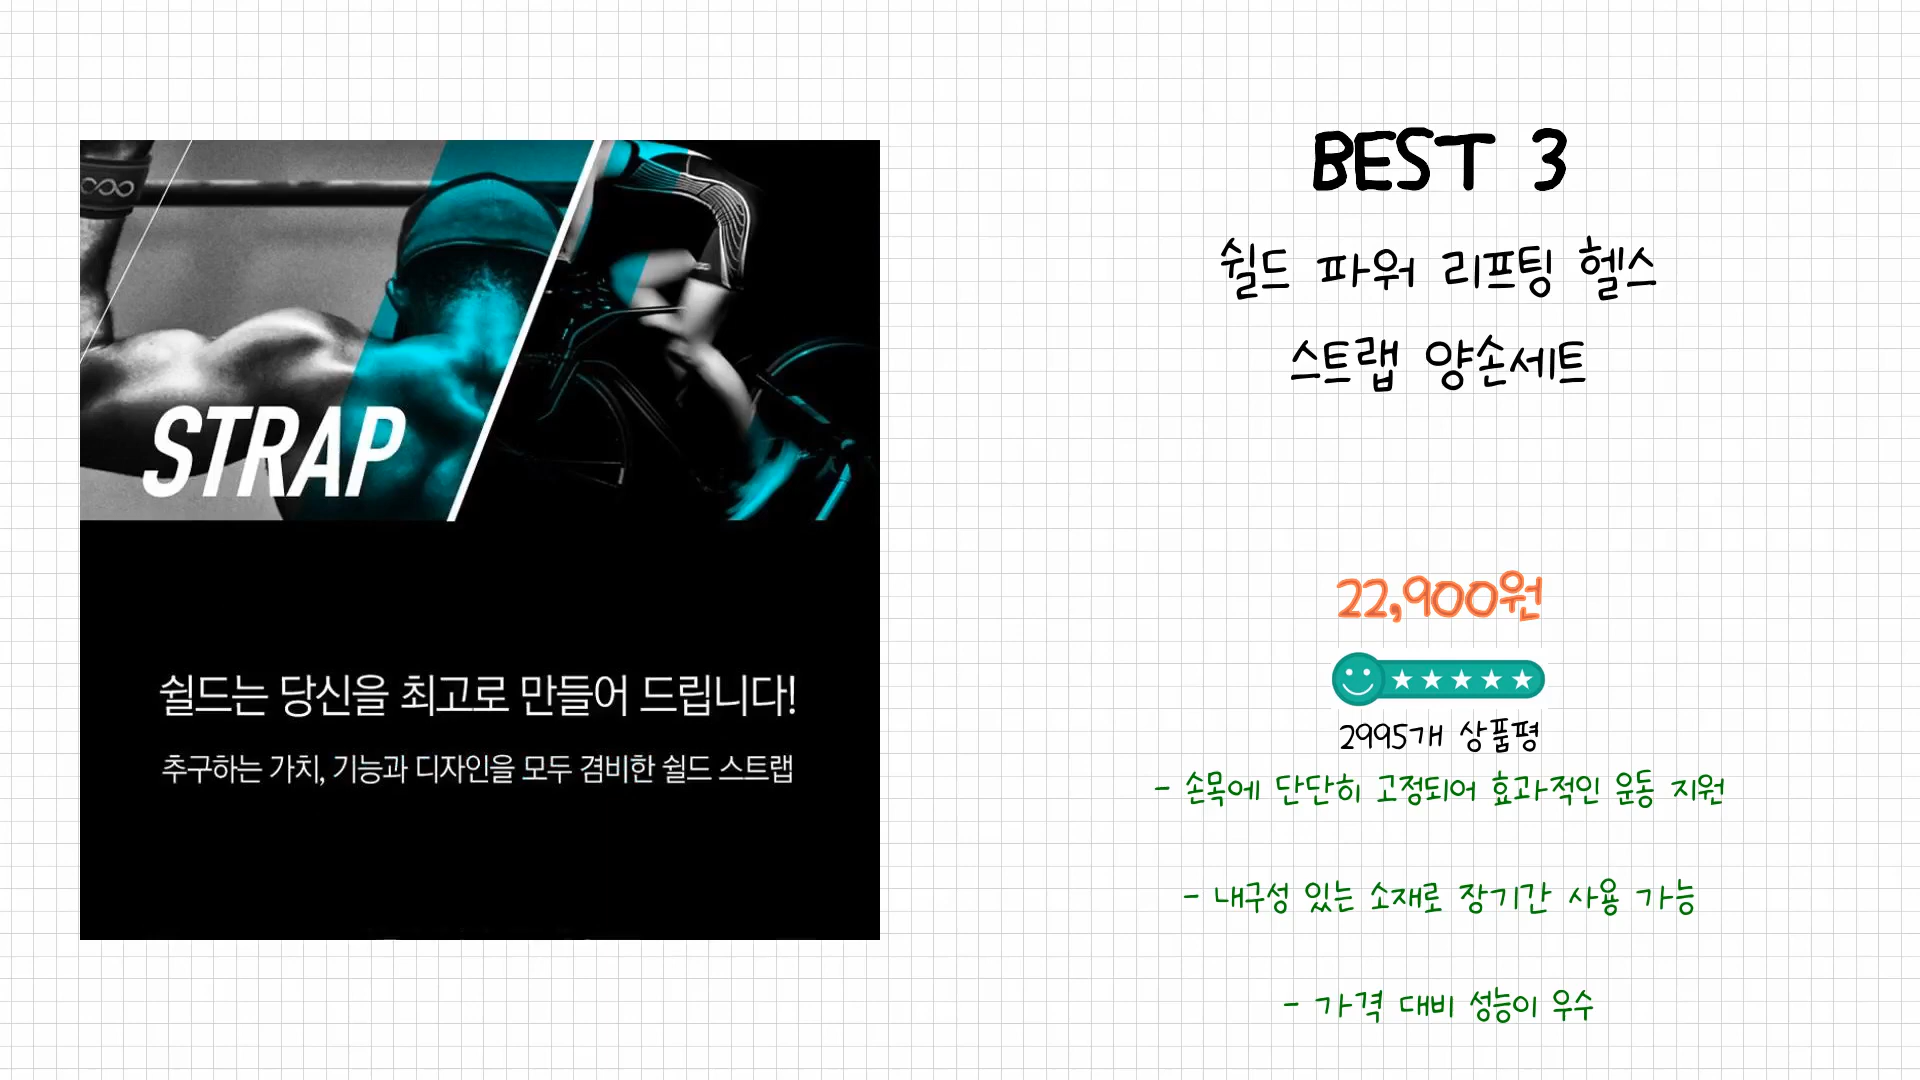 STRAP
쉴드는 당신을 최고로 만들어 드립니다!
추구하는 가치, 기능과 디자인을 모두 겸비한 쉴드 스트랩
BEST 3
쉴드 파워 리프팅 헬스
스트랩 양손세트
22,900원
2995개 상품평
- 손목에 단단히 고정되어 효과적인 운동 지원
- 내구성 있는 소재로 장기간 사용 가능
- 가격 대비 성능이 우수